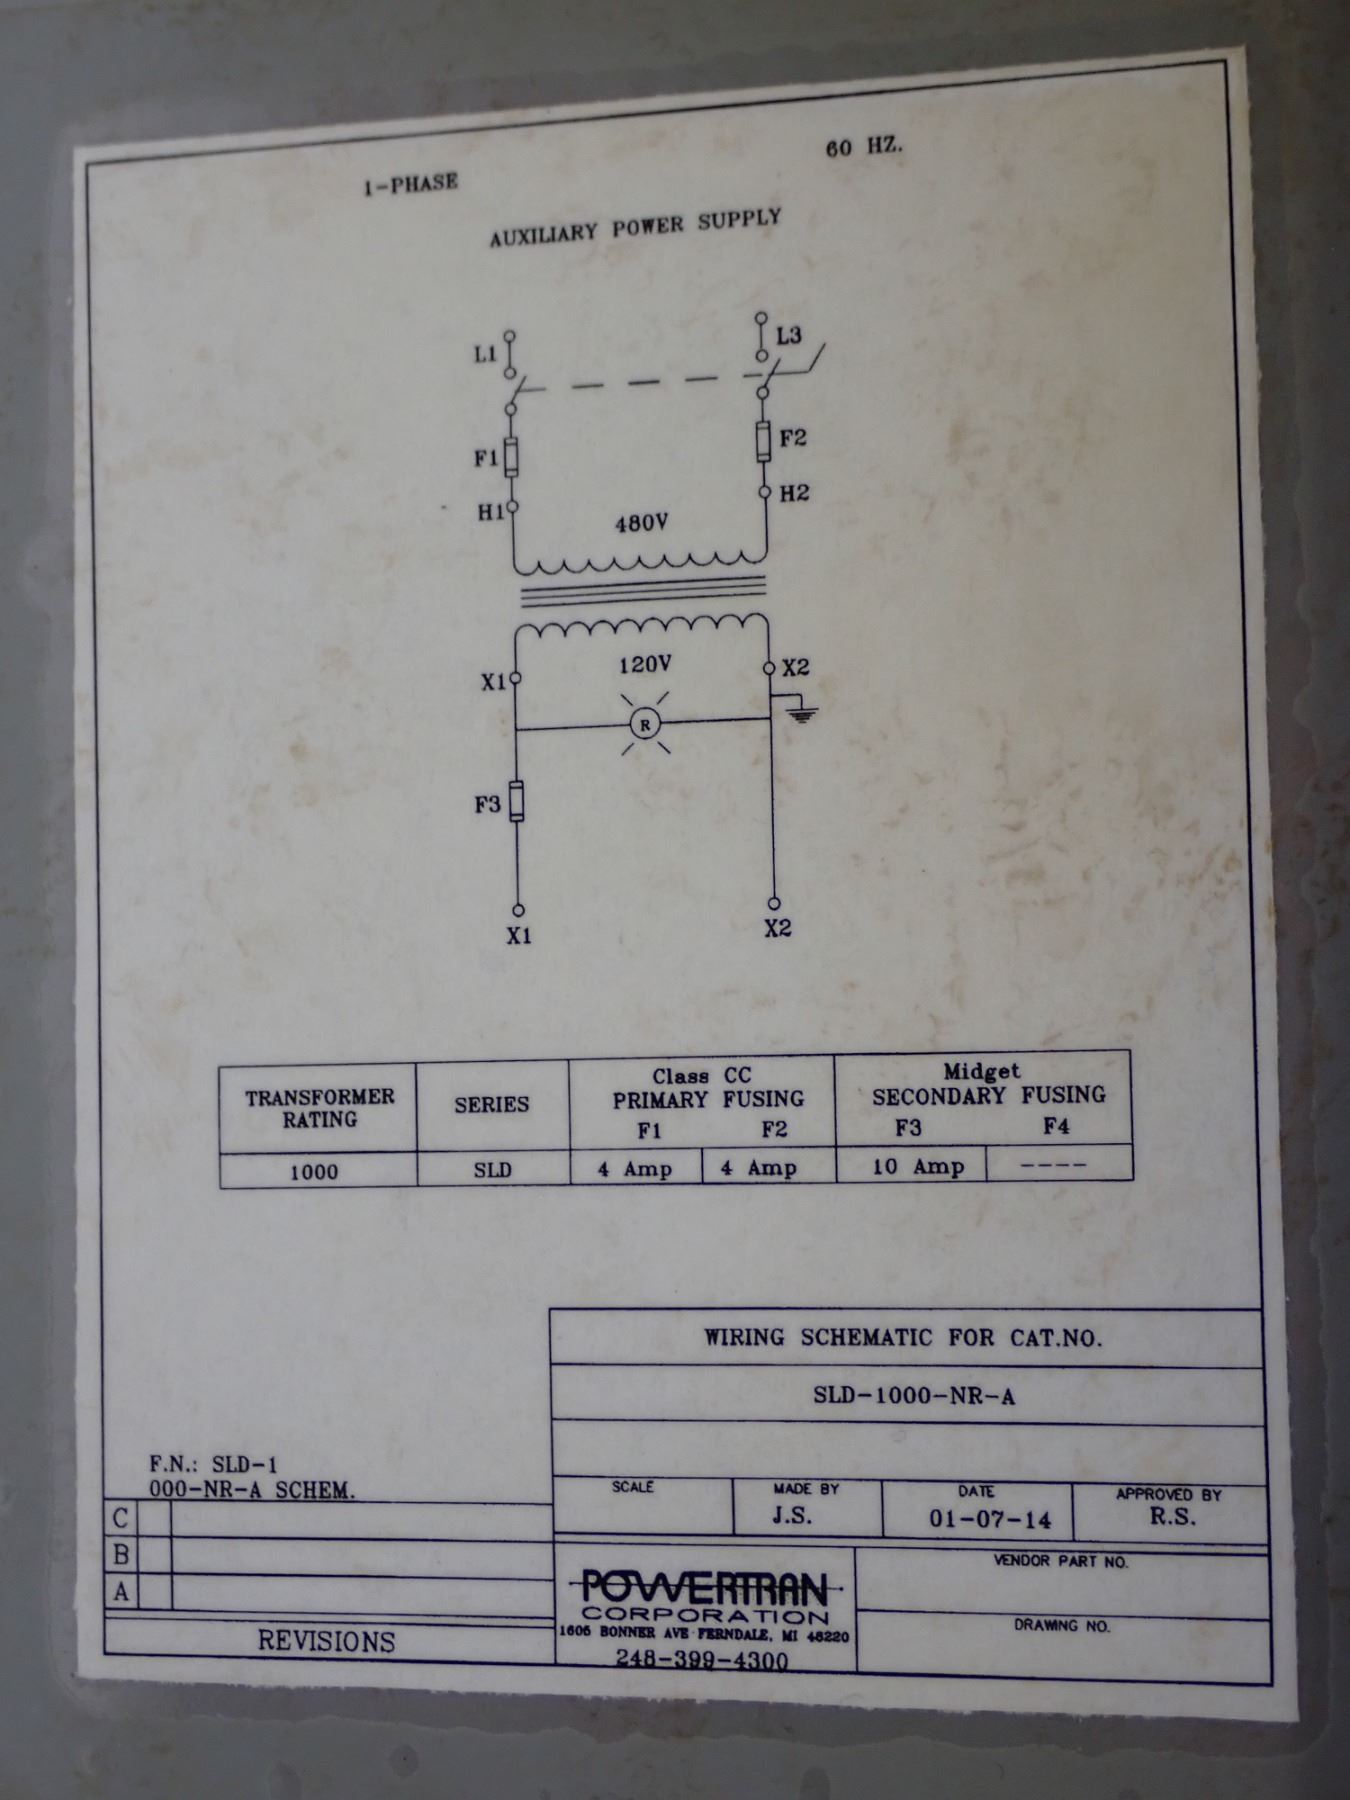 1-PHASE
60 HZ.
AUXILIARY POWER SUPPLY
L1
L3
F1
F2
H1
H2
480V
120V
X1
X2
R
F3
X1
X2
TRANSFORMER RATING
SERIES
Class CC
PRIMARY FUSING
F1 F2
Midget
SECONDARY FUSING
F3 F4
1000 SLD 4 Amp 4 Amp 10 Amp ----
WIRING SCHEMATIC FOR CAT.NO.
SLD-1000-NR-A
F.N.: SLD-1
000-NR-A SCHEM.
C
B
A
REVISIONS
SCALE
MADE BY
J.S.
DATE
01-07-14
APPROVED BY
R.S.
POWERTRAN
CORPORATION
1605 BONNER AVE FERNDALE, MI 48220
248-399-4300
VENDOR PART NO.
DRAWING NO.